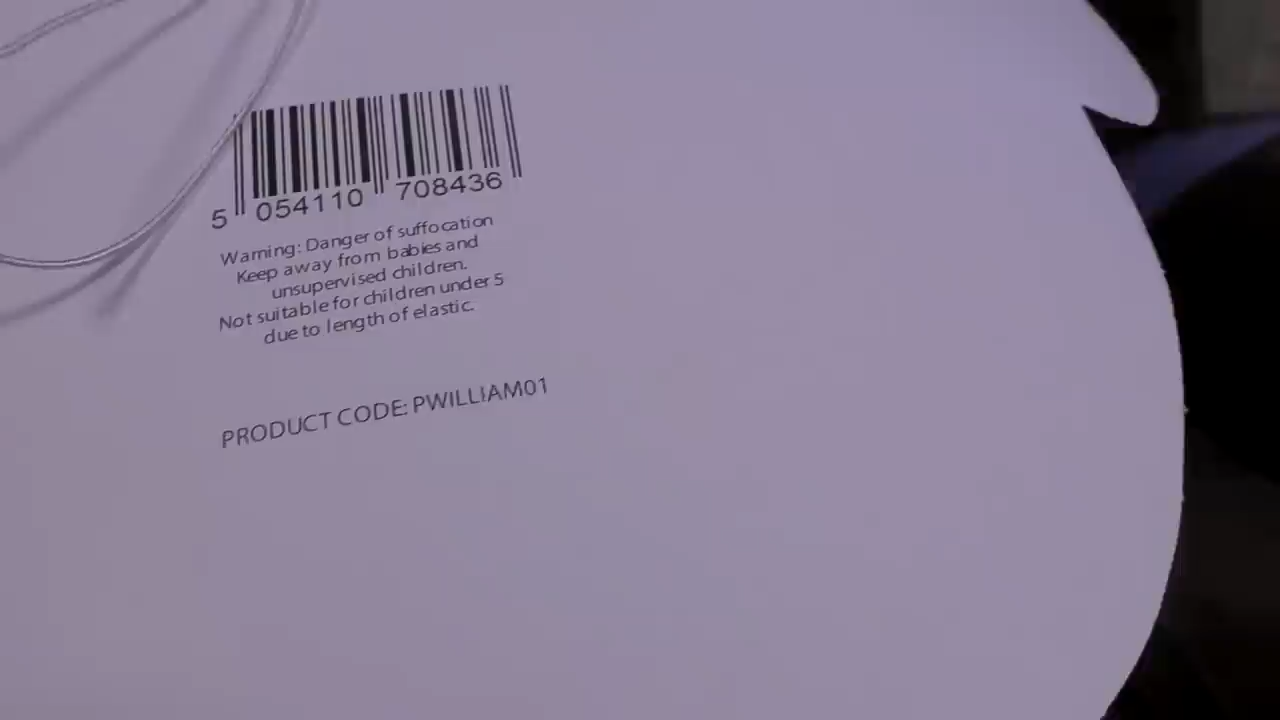 5 054110 708436
Warning: Danger of suffocation
Keep away from babies and
unsupervised children.
Not suitable for children under 5
due to length of elastic.
PRODUCT CODE: PWILLIAM01